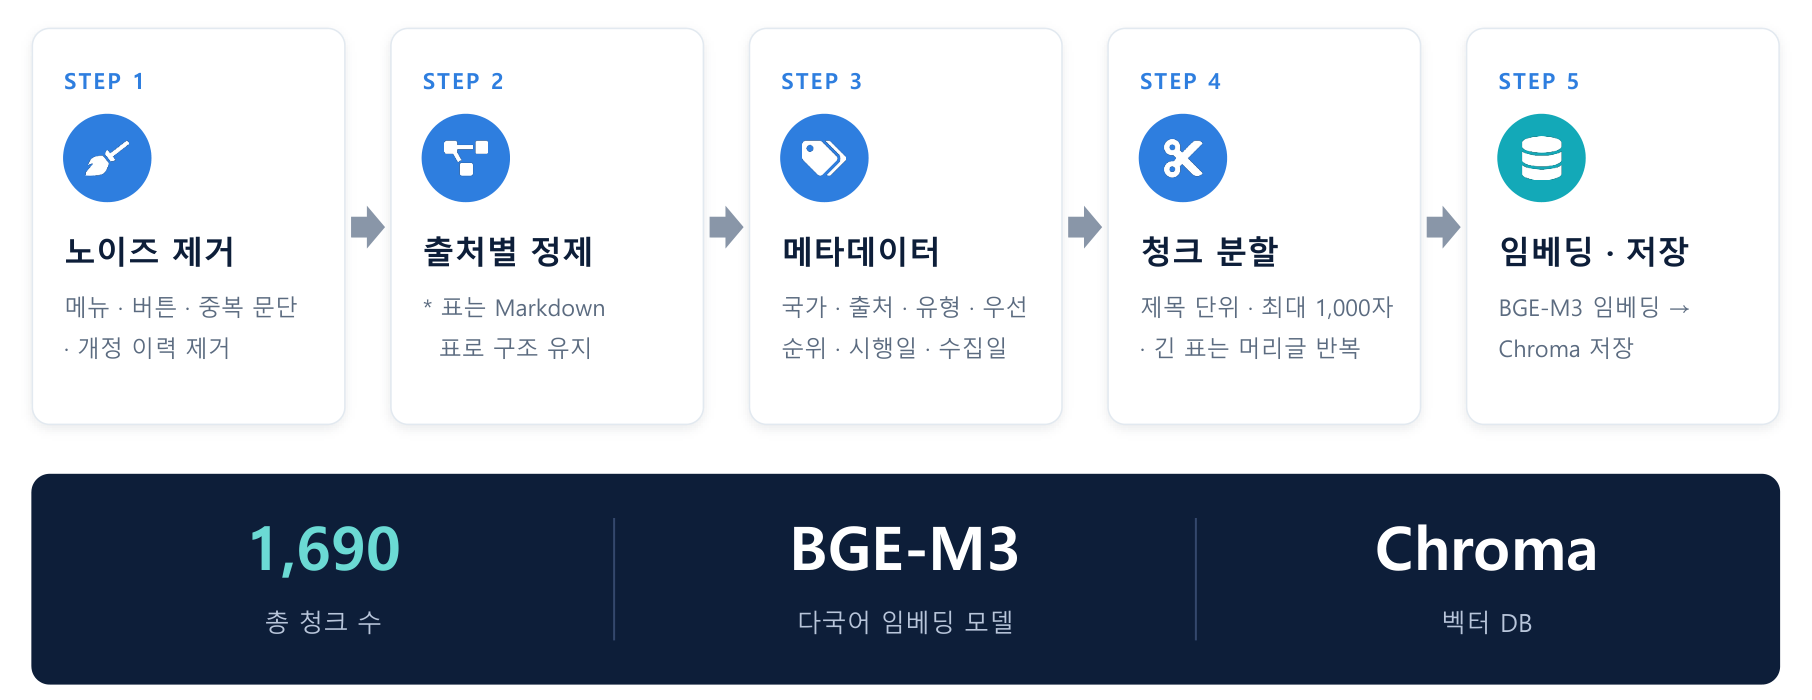 STEP 1
노이즈 제거
메뉴 · 버튼 · 중복 문단
· 개정 이력 제거
STEP 2
출처별 정제
* 표는 Markdown
표로 구조 유지
STEP 3
메타데이터
국가 · 출처 · 유형 · 우선
순위 · 시행일 · 수집일
STEP 4
청크 분할
제목 단위 · 최대 1,000자
· 긴 표는 머리글 반복
STEP 5
임베딩 · 저장
BGE-M3 임베딩 →
Chroma 저장
1,690
총 청크 수
BGE-M3
다국어 임베딩 모델
Chroma
벡터 DB